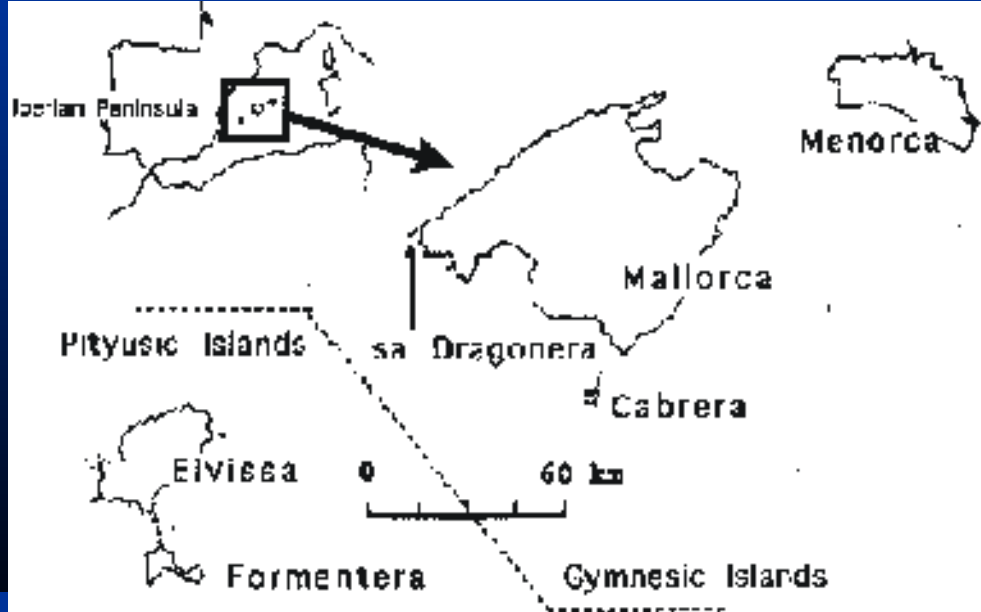 Iberian Peninsula
Menorca
Mallorca
Pityusic Islands
sa Dragonera
Cabrera
Eivissa
0 60 km
Formentera
Gymnesic Islands